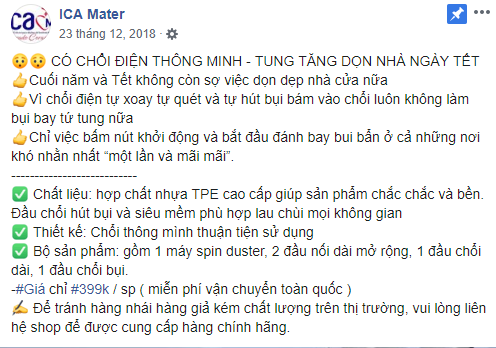 ICA Mater
23 tháng 12, 2018
😯😯 CÓ CHỔI ĐIỆN THÔNG MINH - TUNG TĂNG DỌN NHÀ NGÀY TẾT
👍Cuối năm và Tết không còn sợ việc dọn dẹp nhà cửa nữa
👍Vì chổi điện tự xoay tự quét và tự hút bụi bám vào chổi luôn không làm
bụi bay tứ tung nữa
👍Chỉ việc bấm nút khởi động và bắt đầu đánh bay bui bẩn ở cả những nơi
khó nhằn nhất “một lần và mãi mãi”.
----------------------------
✅ Chất liệu: hợp chất nhựa TPE cao cấp giúp sản phẩm chắc chắc và bền.
Đầu chổi hút bụi và siêu mềm phù hợp lau chùi mọi không gian
✅ Thiết kế: Chổi thông mình thuận tiện sử dụng
✅ Bộ sản phẩm: gồm 1 máy spin duster, 2 đầu nối dài mở rộng, 1 đầu chổi
dài, 1 đầu chổi bụi.
-#Giá chỉ #399k / sp ( miễn phí vận chuyển toàn quốc )
✍ Để tránh hàng nhái hàng giả kém chất lượng trên thị trường, vui lòng liên
hệ shop để được cung cấp hàng chính hãng.